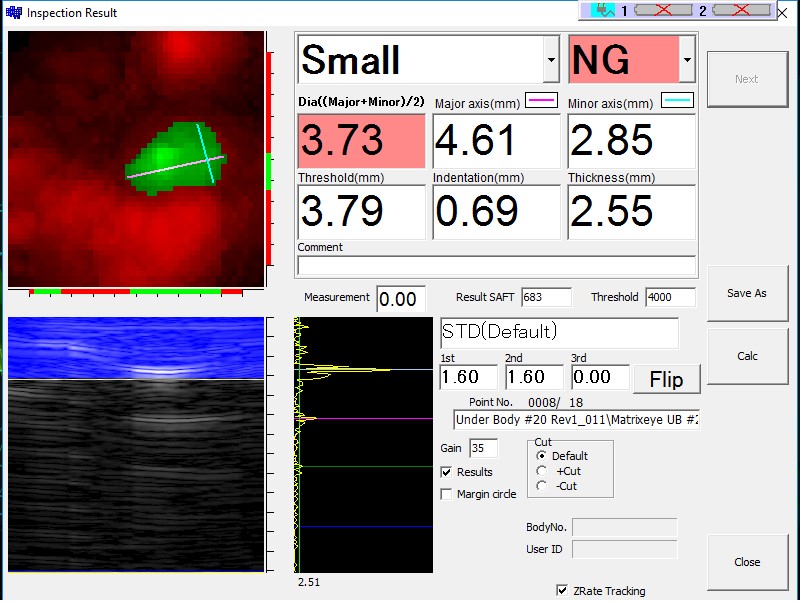 Inspection Result
1
2
Small
NG
Next
Dia((Major+Minor)/2)
Major axis(mm)
Minor axis(mm)
3.73
4.61
2.85
Threshold(mm)
Indentation(mm)
Thickness(mm)
3.79
0.69
2.55
Comment
Measurement
0.00
Result SAFT
683
Threshold
4000
Save As
STD(Default)
1st
2nd
3rd
1.60
1.60
0.00
Flip
Calc
Point No.
0008/ 18
Under Body #20 Rev1_011\Matrixeye UB #2
Gain
35
Cut
Default
+Cut
-Cut
Results
Margin circle
BodyNo.
User ID
Close
2.51
ZRate Tracking